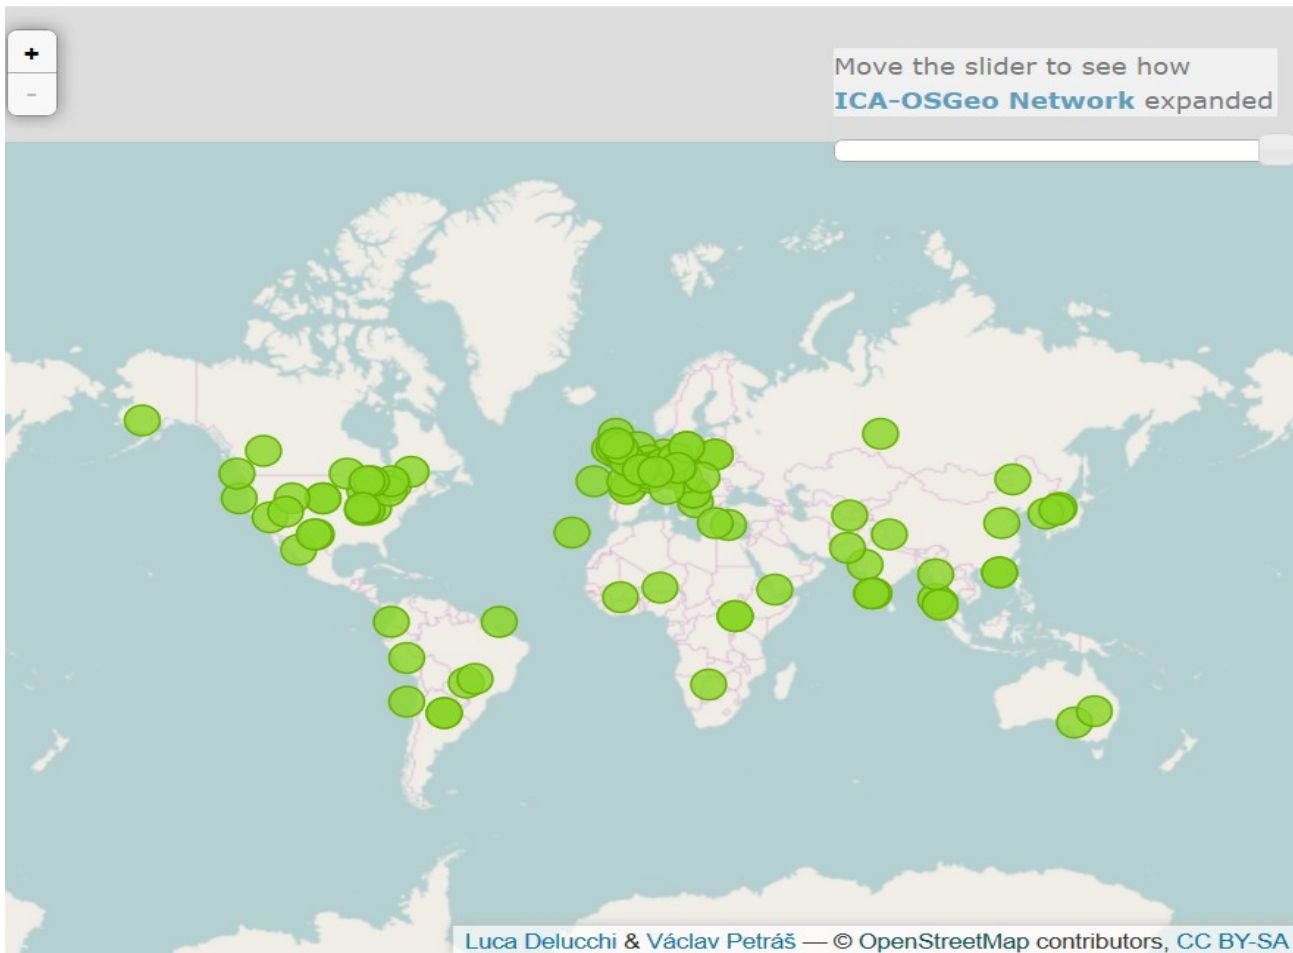 +
-
Move the slider to see how
ICA-OSGeo Network expanded
Luca Delucchi & Václav Petráš — © OpenStreetMap contributors, CC BY-SA